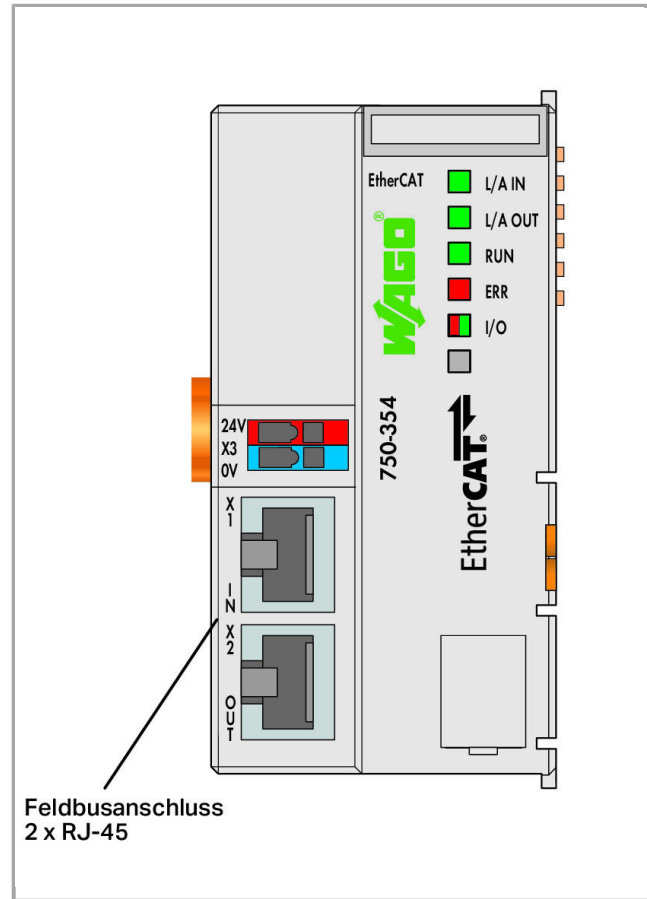 EtherCAT
L/A IN
L/A OUT
RUN
ERR
I/O
WAGO®
750-354
EtherCAT®
24V
X3
0V
X1
IN
X2
OUT
Feldbusanschluss
2 x RJ-45